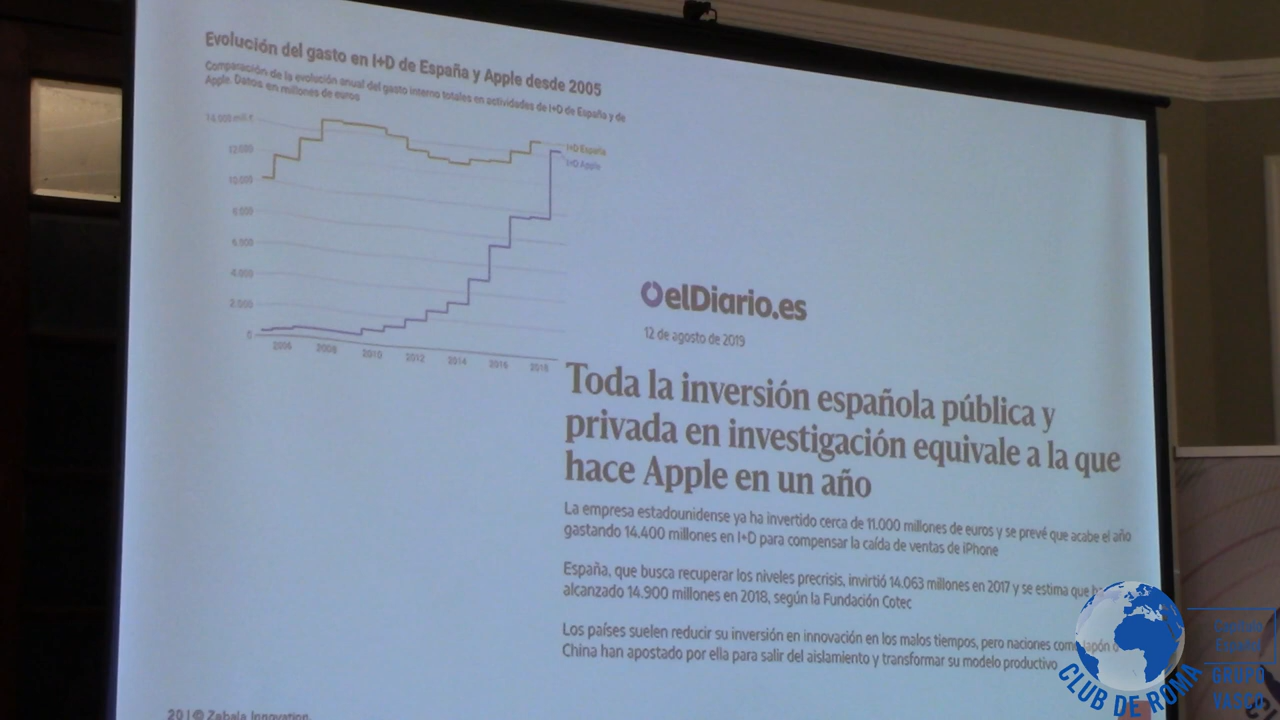 Evolución del gasto en I+D de España y Apple desde 2005
Comparación de la evolución anual del gasto interno totales en actividades de I+D de España y de
Apple. Datos en millones de euros
14.000 mill. €
12.000
10.000
8.000
6.000
4.000
2.000
0
I+D España
I+D Apple
2006 2008 2010 2012 2014 2016 2018
elDiario.es
12 de agosto de 2019
Toda la inversión española pública y
privada en investigación equivale a la que
hace Apple en un año
La empresa estadounidense ya ha invertido cerca de 11.000 millones de euros y se prevé que acabe el año
gastando 14.400 millones en I+D para compensar la caída de ventas de iPhone
España, que busca recuperar los niveles precrisis, invirtió 14.063 millones en 2017 y se estima que
alcanzado 14.900 millones en 2018, según la Fundación Cotec
Los países suelen reducir su inversión en innovación en los malos tiempos, pero naciones como Japón o
China han apostado por ella para salir del aislamiento y transformar su modelo productivo
20 | © Zabala Innovation.
CLUB DE ROMA
Capítulo
Español
GRUPO
VASCO